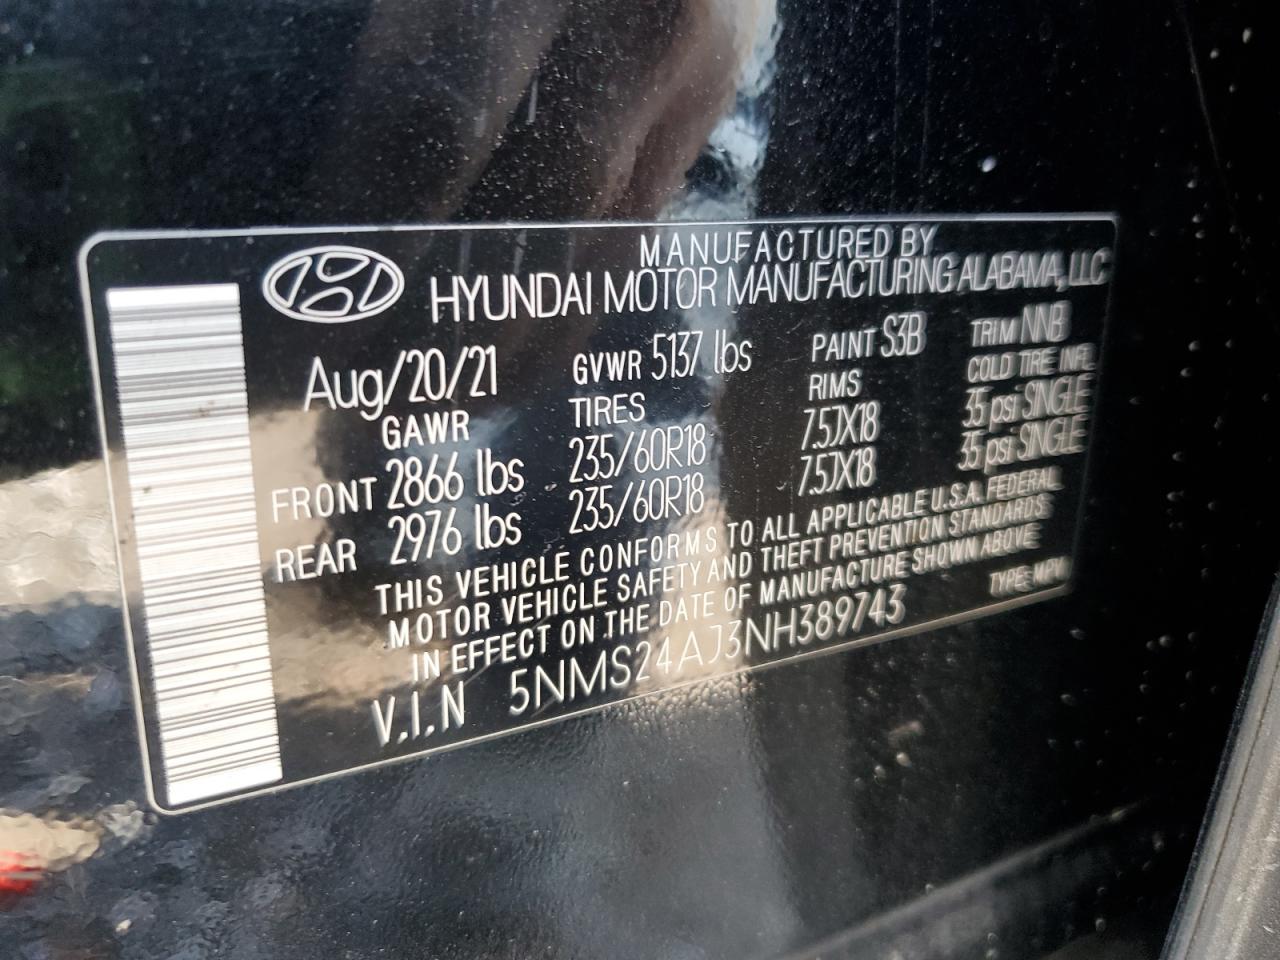 MANUFACTURED BY
HYUNDAI MOTOR MANUFACTURING ALABAMA, LLC
Aug/20/21 GVWR 5137 lbs PAINT S3B TRIM NNB
GAWR TIRES RIMS COLD TIRE INFL.
FRONT 2866 lbs 235/60R18 7.5JX18 35 psi SINGLE
REAR 2976 lbs 235/60R18 7.5JX18 35 psi SINGLE
THIS VEHICLE CONFORMS TO ALL APPLICABLE U.S.A. FEDERAL
MOTOR VEHICLE SAFETY AND THEFT PREVENTION STANDARDS
IN EFFECT ON THE DATE OF MANUFACTURE SHOWN ABOVE
V.I.N 5NMS24AJ3NH389743 TYPE: MPV